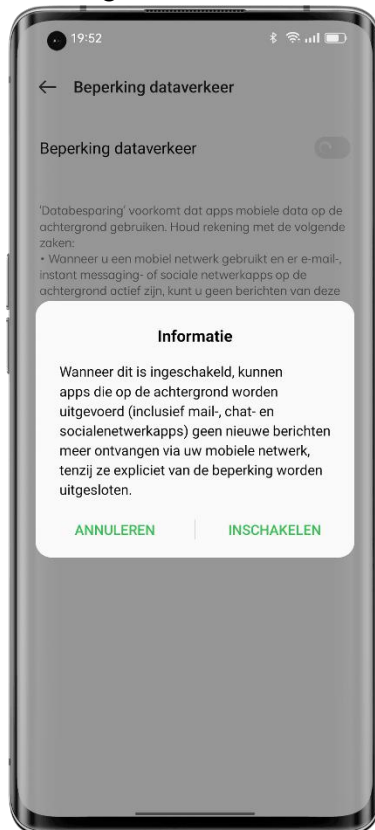 19:52
Beperking dataverkeer
Beperking dataverkeer
'Databesparing' voorkomt dat apps mobiele data op de
achtergrond gebruiken. Houd rekening met de volgende
zaken:
• Wanneer u een mobiel netwerk gebruikt en er e-mail-,
instant messaging- of sociale netwerkapps op de
achtergrond actief zijn, kunt u geen berichten van deze
Informatie
Wanneer dit is ingeschakeld, kunnen
apps die op de achtergrond worden
uitgevoerd (inclusief mail-, chat- en
socialenetwerkapps) geen nieuwe berichten
meer ontvangen via uw mobiele netwerk,
tenzij ze expliciet van de beperking worden
uitgesloten.
ANNULEREN INSCHAKELEN